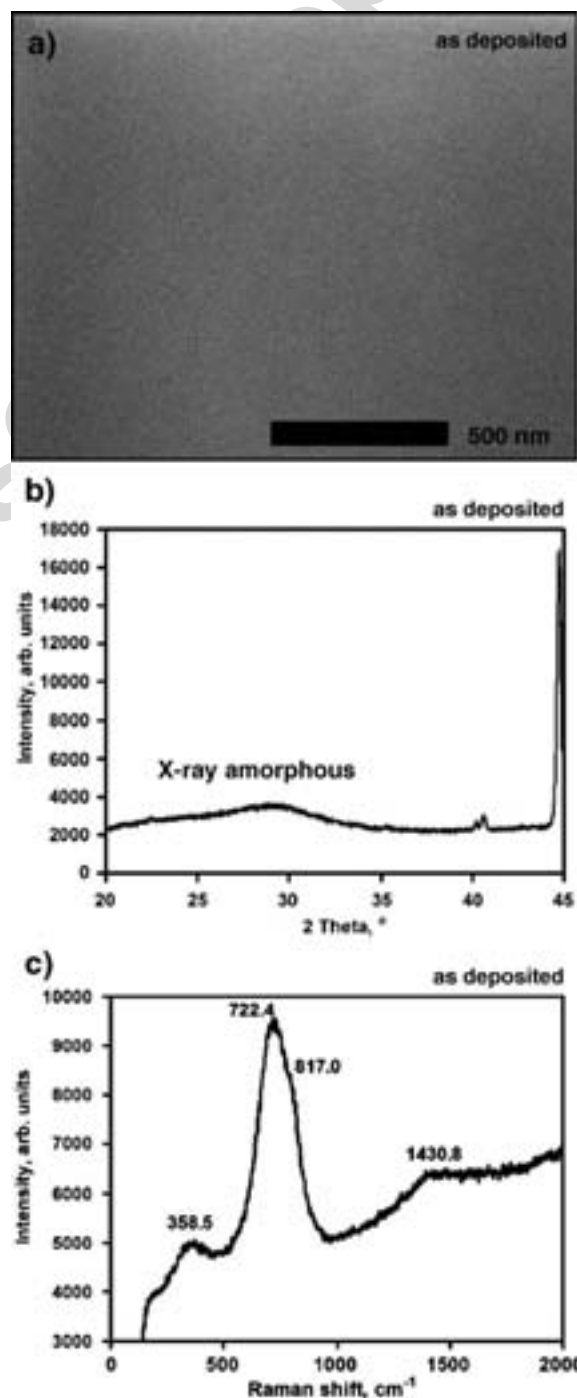 a)
as deposited
500 nm
b)
as deposited
Intensity, arb. units
18000
16000
14000
12000
10000
8000
6000
4000
2000
0
X-ray amorphous
20 25 30 35 40 45
2 Theta, °
c)
as deposited
Intensity, arb. units
10000
9000
8000
7000
6000
5000
4000
3000
722.4
817.0
1430.8
358.5
0 500 1000 1500 2000
Raman shift, cm⁻¹